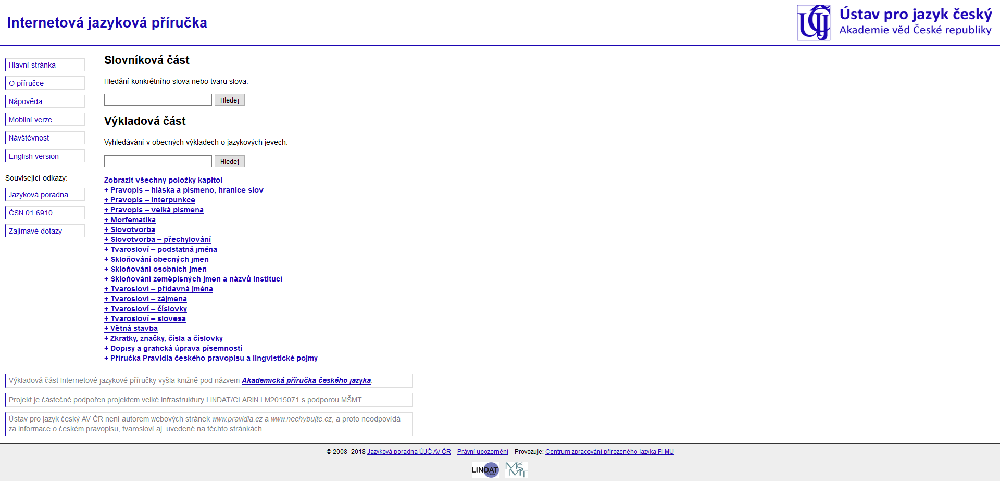 Internetová jazyková příručka
Ústav pro jazyk český
Akademie věd České republiky
Hlavní stránka
O příručce
Nápověda
Mobilní verze
Návštěvnost
English version
Související odkazy:
Jazyková poradna
ČSN 01 6910
Zajímavé dotazy
Slovníková část
Hledání konkrétního slova nebo tvaru slova.
Hledej
Výkladová část
Vyhledávání v obecných výkladech o jazykových jevech.
Hledej
Zobrazit všechny položky kapitol
+ Pravopis – hláska a písmeno, hranice slov
+ Pravopis – interpunkce
+ Pravopis – velká písmena
+ Morfematika
+ Slovotvorba
+ Slovotvorba – přechylování
+ Tvarosloví – podstatná jména
+ Skloňování obecných jmen
+ Skloňování osobních jmen
+ Skloňování zeměpisných jmen a názvů institucí
+ Tvarosloví – přídavná jména
+ Tvarosloví – zájmena
+ Tvarosloví – číslovky
+ Tvarosloví – slovesa
+ Větná stavba
+ Zkratky, značky, čísla a číslovky
+ Dopisy a grafická úprava písemností
+ Příručka Pravidla českého pravopisu a lingvistické pojmy
Výkladová část Internetové jazykové příručky vyšla knižně pod názvem Akademická příručka českého jazyka.
Projekt je částečně podpořen projektem velké infrastruktury LINDAT/CLARIN LM2015071 s podporou MŠMT.
Ústav pro jazyk český AV ČR není autorem webových stránek www.pravidla.cz a www.nechybujte.cz, a proto neodpovídá
za informace o českém pravopisu, tvarosloví aj. uvedené na těchto stránkách.
© 2008–2018 Jazyková poradna ÚJČ AV ČR Právní upozornění Provozuje: Centrum zpracování přirozeného jazyka FI MU
LINDAT
CLARIN
MŠMT